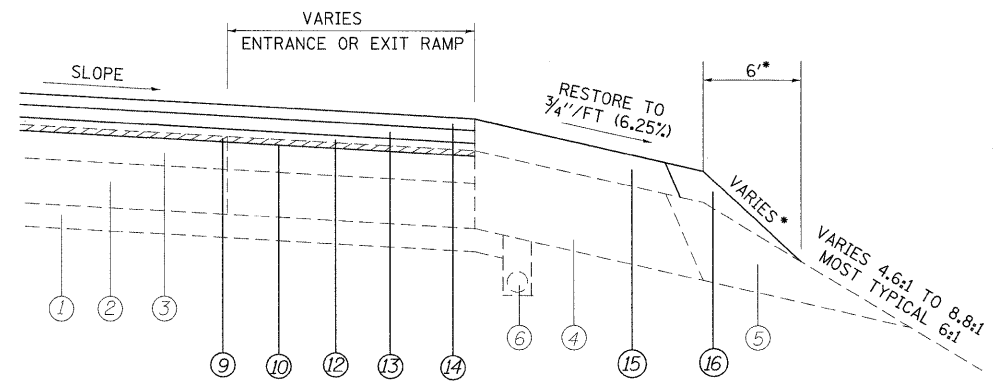 VARIES
ENTRANCE OR EXIT RAMP
SLOPE
6'*
RESTORE TO
3/4"/FT (6.25%)
VARIES*
VARIES 4.6:1 TO 8.8:1
MOST TYPICAL 6:1
1
2
3
9
10
12
13
14
6
4
15
16
5